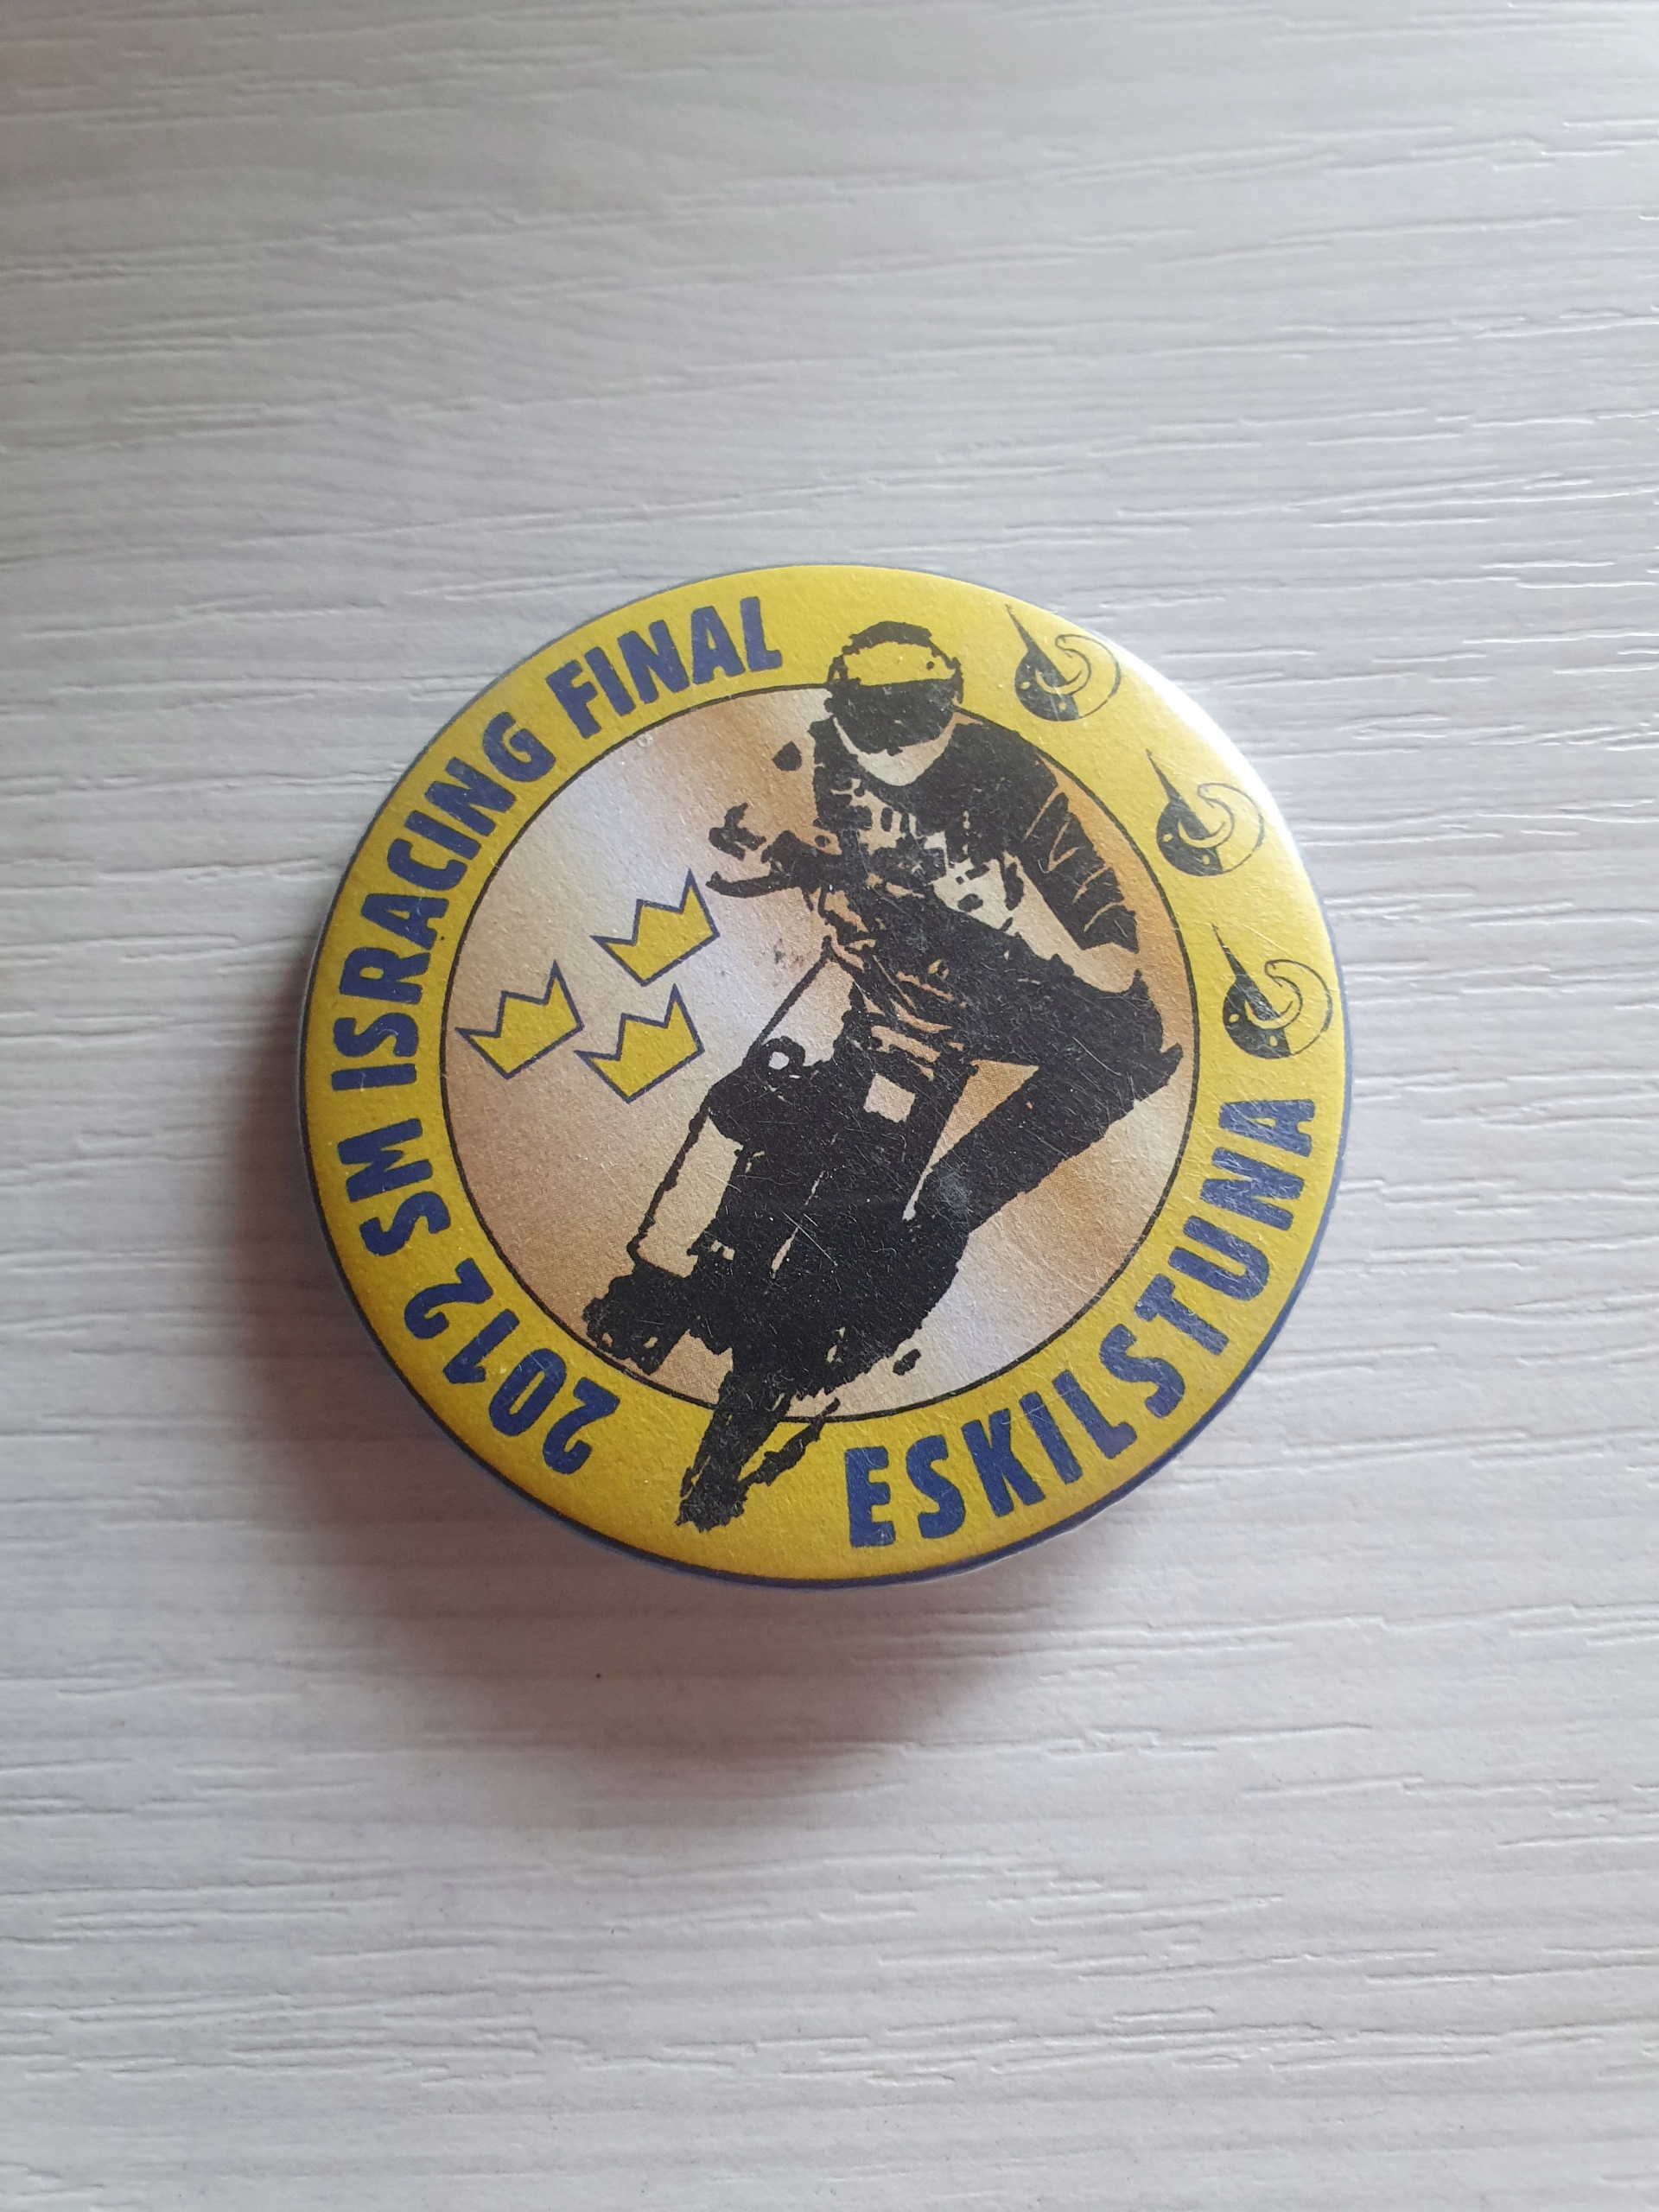 2012 SM ISRACING FINAL
ESKILSTUNA